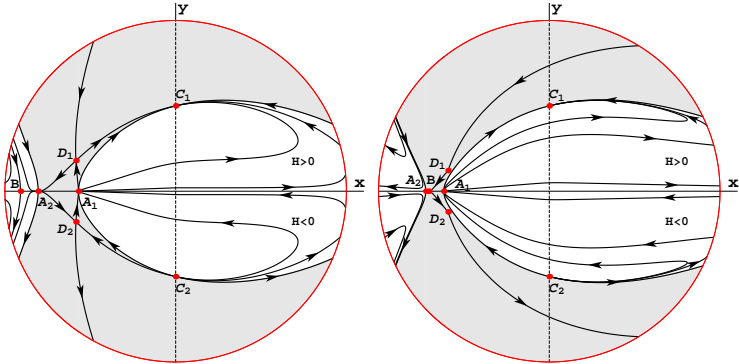 y
C₁
D₁
H>0
B
x
A₂
A₁
H<0
D₂
C₂
y
C₁
D₁
H>0
A₂
B
A₁
x
D₂
H<0
C₂